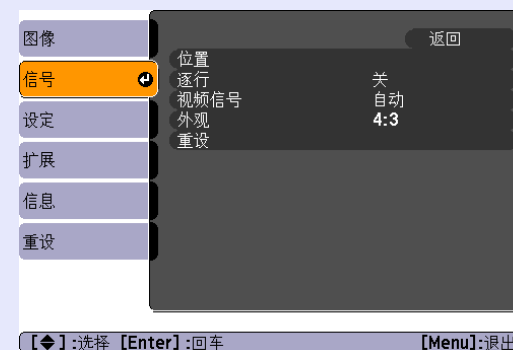 图像
信号
设定
扩展
信息
重设
返回
位置
逐行 关
视频信号 自动
外观 4:3
重设
[◆]:选择 [Enter]:回车 [Menu]:退出